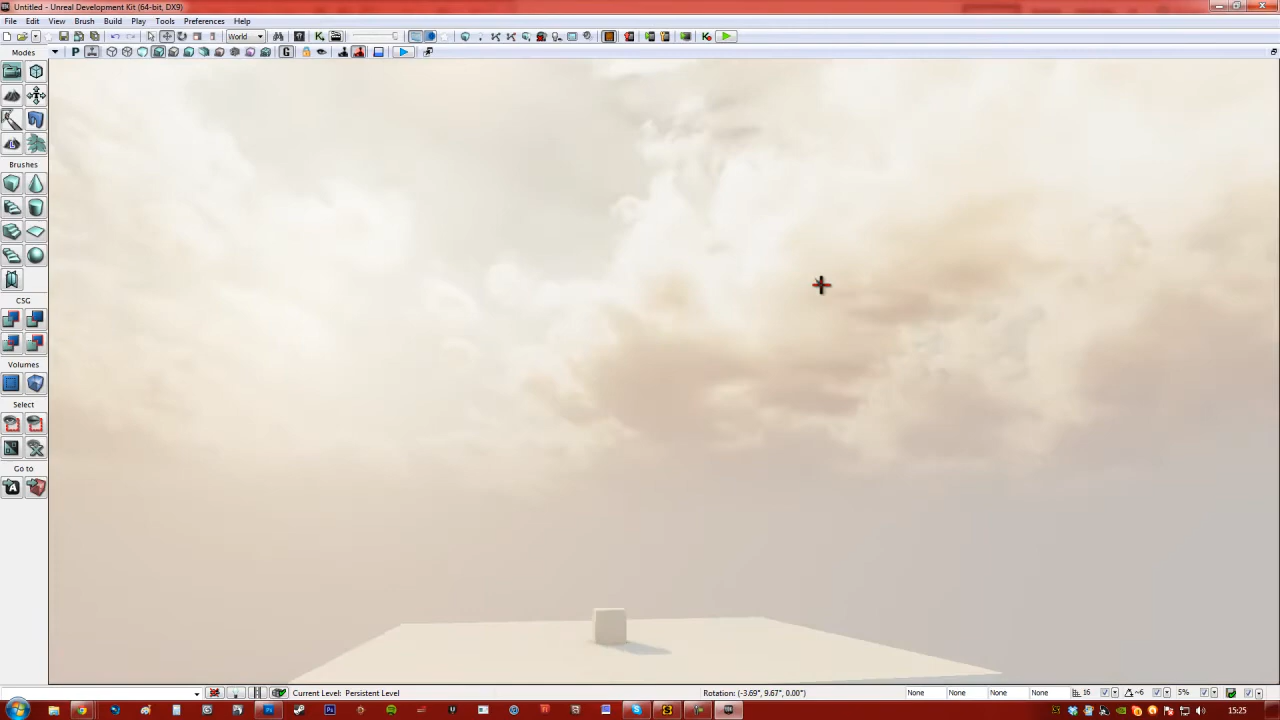 Untitled - Unreal Development Kit (64-bit, DX9)
File Edit View Brush Build Play Tools Preferences Help
World
Modes
P
G
Brushes
CSG
Volumes
Select
Go to
Current Level: Persistent Level
Rotation: (-3.69°, 9.67°, 0.00°)
None
None
None
None
16
~6
5%
15:25